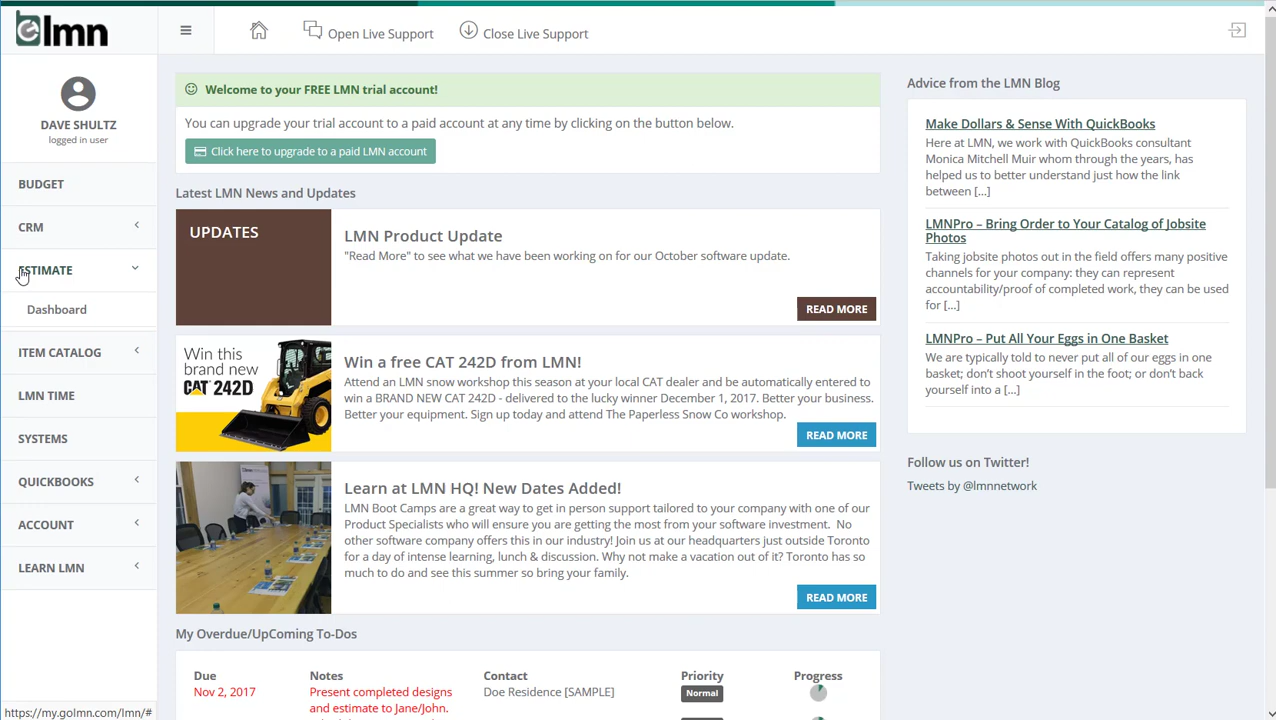 lmn
Open Live Support
Close Live Support
DAVE SHULTZ
logged in user
BUDGET
CRM
ESTIMATE
Dashboard
ITEM CATALOG
LMN TIME
SYSTEMS
QUICKBOOKS
ACCOUNT
LEARN LMN
https://my.golmn.com/lmn/#
Welcome to your FREE LMN trial account!
You can upgrade your trial account to a paid account at any time by clicking on the button below.
Click here to upgrade to a paid LMN account
Latest LMN News and Updates
UPDATES
LMN Product Update
"Read More" to see what we have been working on for our October software update.
READ MORE
Win this
brand new
CAT 242D
Win a free CAT 242D from LMN!
Attend an LMN snow workshop this season at your local CAT dealer and be automatically entered to
win a BRAND NEW CAT 242D - delivered to the lucky winner December 1, 2017. Better your business.
Better your equipment. Sign up today and attend The Paperless Snow Co workshop.
READ MORE
Learn at LMN HQ! New Dates Added!
LMN Boot Camps are a great way to get in person support tailored to your company with one of our
Product Specialists who will ensure you are getting the most from your software investment.  No
other software company offers this in our industry! Join us at our headquarters just outside Toronto
for a day of intense learning, lunch & discussion. Why not make a vacation out of it? Toronto has so
much to do and see this summer so bring your family.
READ MORE
My Overdue/UpComing To-Dos
Due Notes Contact Priority Progress
Nov 2, 2017 Present completed designs Doe Residence [SAMPLE] Normal
and estimate to Jane/John.
Advice from the LMN Blog
Make Dollars & Sense With QuickBooks
Here at LMN, we work with QuickBooks consultant
Monica Mitchell Muir whom through the years, has
helped us to better understand just how the link
between [...]
LMNPro – Bring Order to Your Catalog of Jobsite
Photos
Taking jobsite photos out in the field offers many positive
channels for your company: they can represent
accountability/proof of completed work, they can be used
for [...]
LMNPro – Put All Your Eggs in One Basket
We are typically told to never put all of our eggs in one
basket; don't shoot yourself in the foot; or don't back
yourself into a [...]
Follow us on Twitter!
Tweets by @lmnnetwork